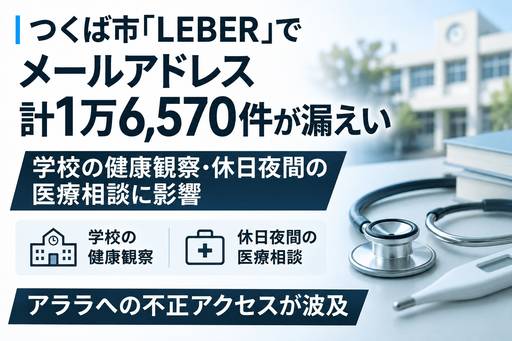 つくば市「LEBER」で
メールアドレス
計1万6,570件が漏えい
学校の健康観察・休日夜間の
医療相談に影響
学校の
健康観察
休日夜間の
医療相談
アララへの不正アクセスが波及